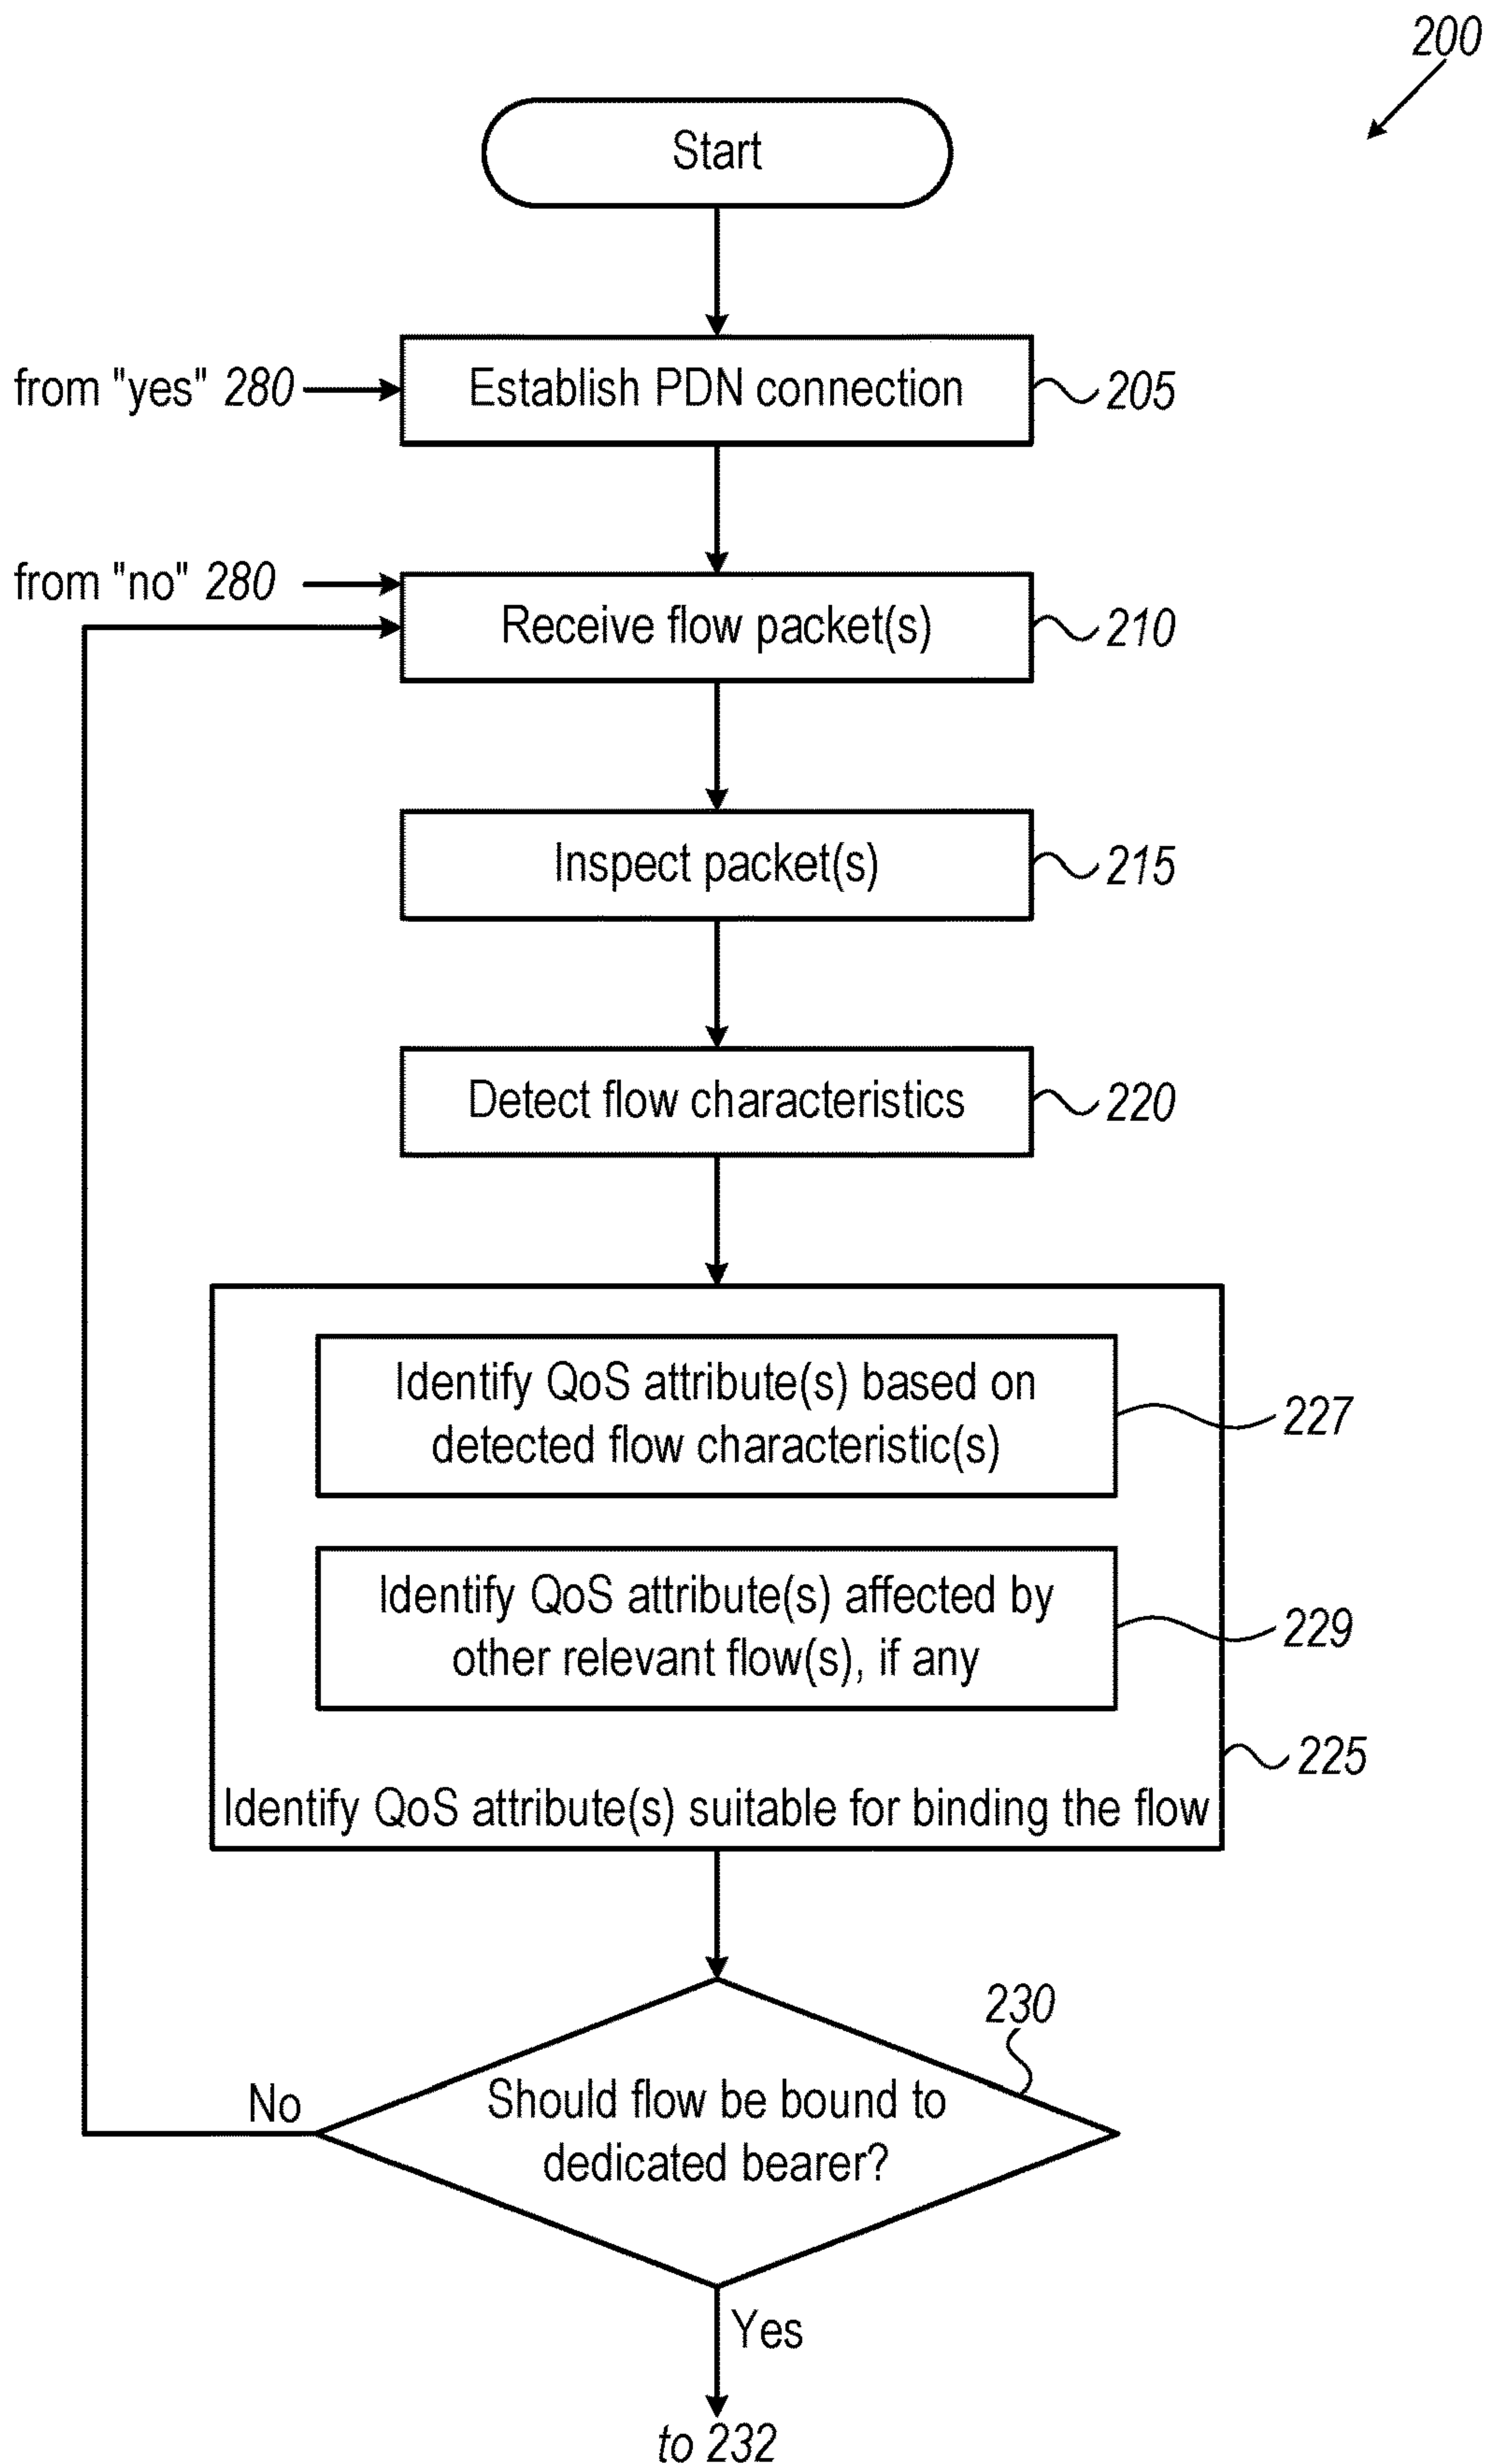 200
Start
from "yes" 280
Establish PDN connection
205
from "no" 280
Receive flow packet(s)
210
Inspect packet(s)
215
Detect flow characteristics
220
Identify QoS attribute(s) based on
detected flow characteristic(s)
227
Identify QoS attribute(s) affected by
other relevant flow(s), if any
229
225
Identify QoS attribute(s) suitable for binding the flow
230
Should flow be bound to
dedicated bearer?
No
Yes
to 232